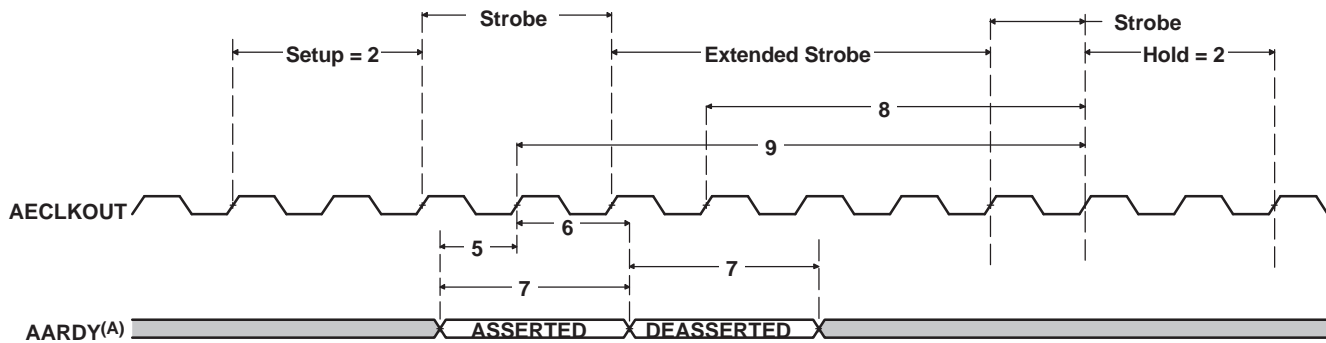 Strobe
Strobe
Setup = 2
Extended Strobe
Hold = 2
8
9
AECLKOUT
6
5
7
7
AARDY(A)
ASSERTED
DEASSERTED